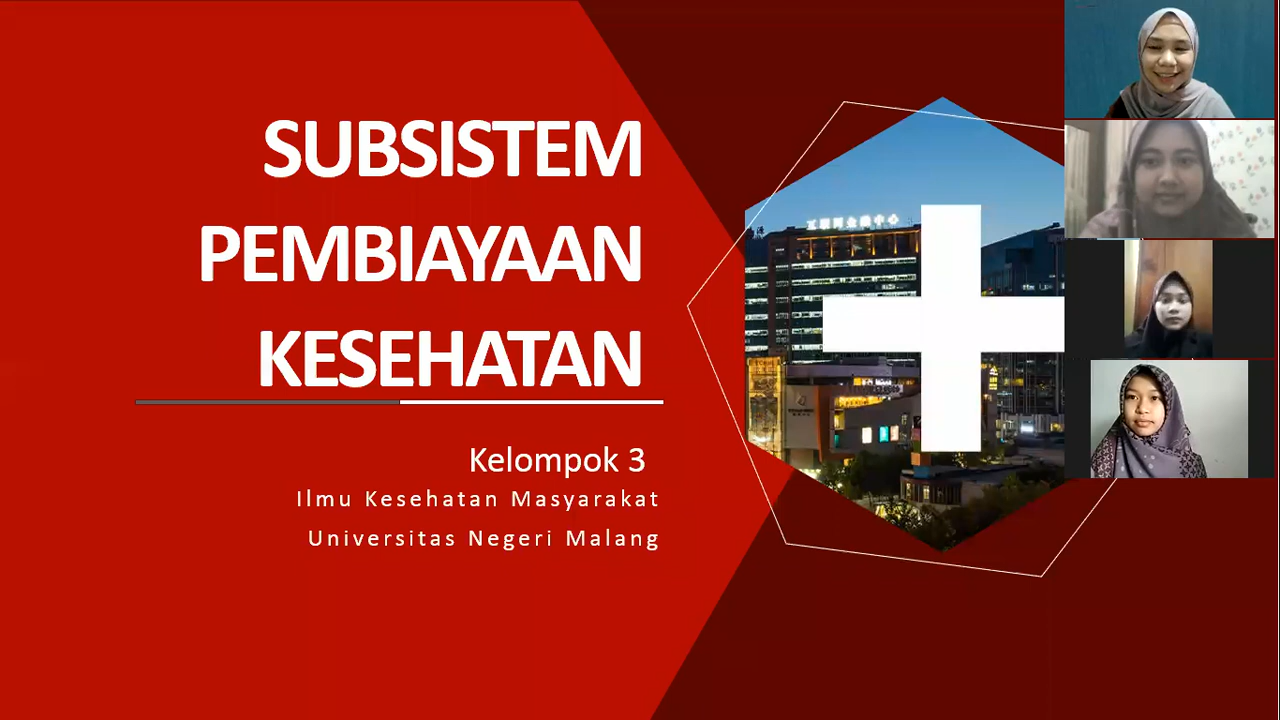 SUBSISTEM
PEMBIAYAAN
KESEHATAN
Kelompok 3
Ilmu Kesehatan Masyarakat
Universitas Negeri Malang